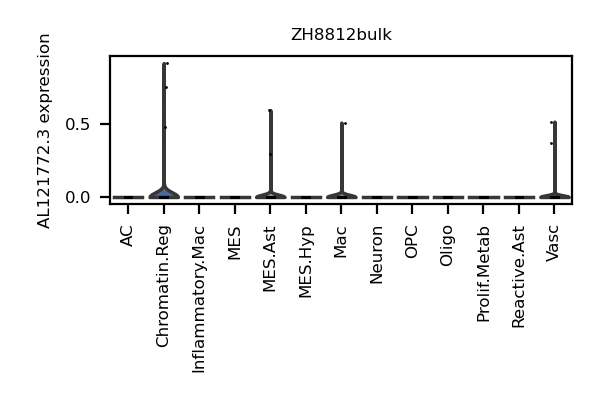 ZH8812bulk
AL121772.3 expression
0.5
0.0
AC
Chromatin.Reg
Inflammatory.Mac
MES
MES.Ast
MES.Hyp
Mac
Neuron
OPC
Oligo
Prolif.Metab
Reactive.Ast
Vasc